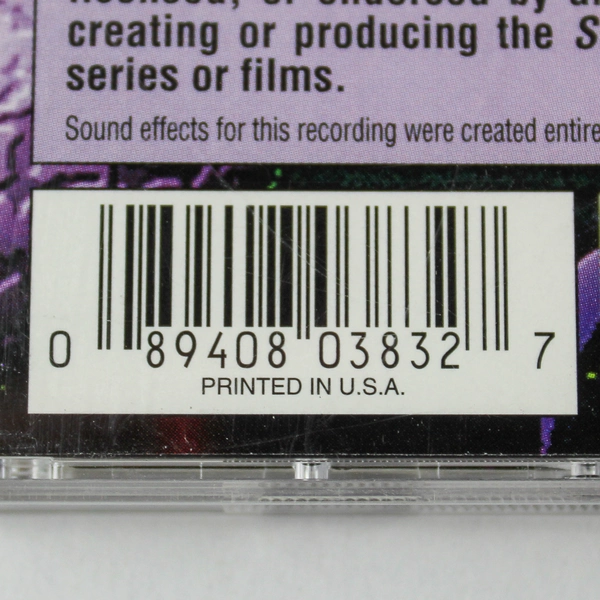 creating or producing the S
series or films.
Sound effects for this recording were created entire
0 89408 03832 7
PRINTED IN U.S.A.